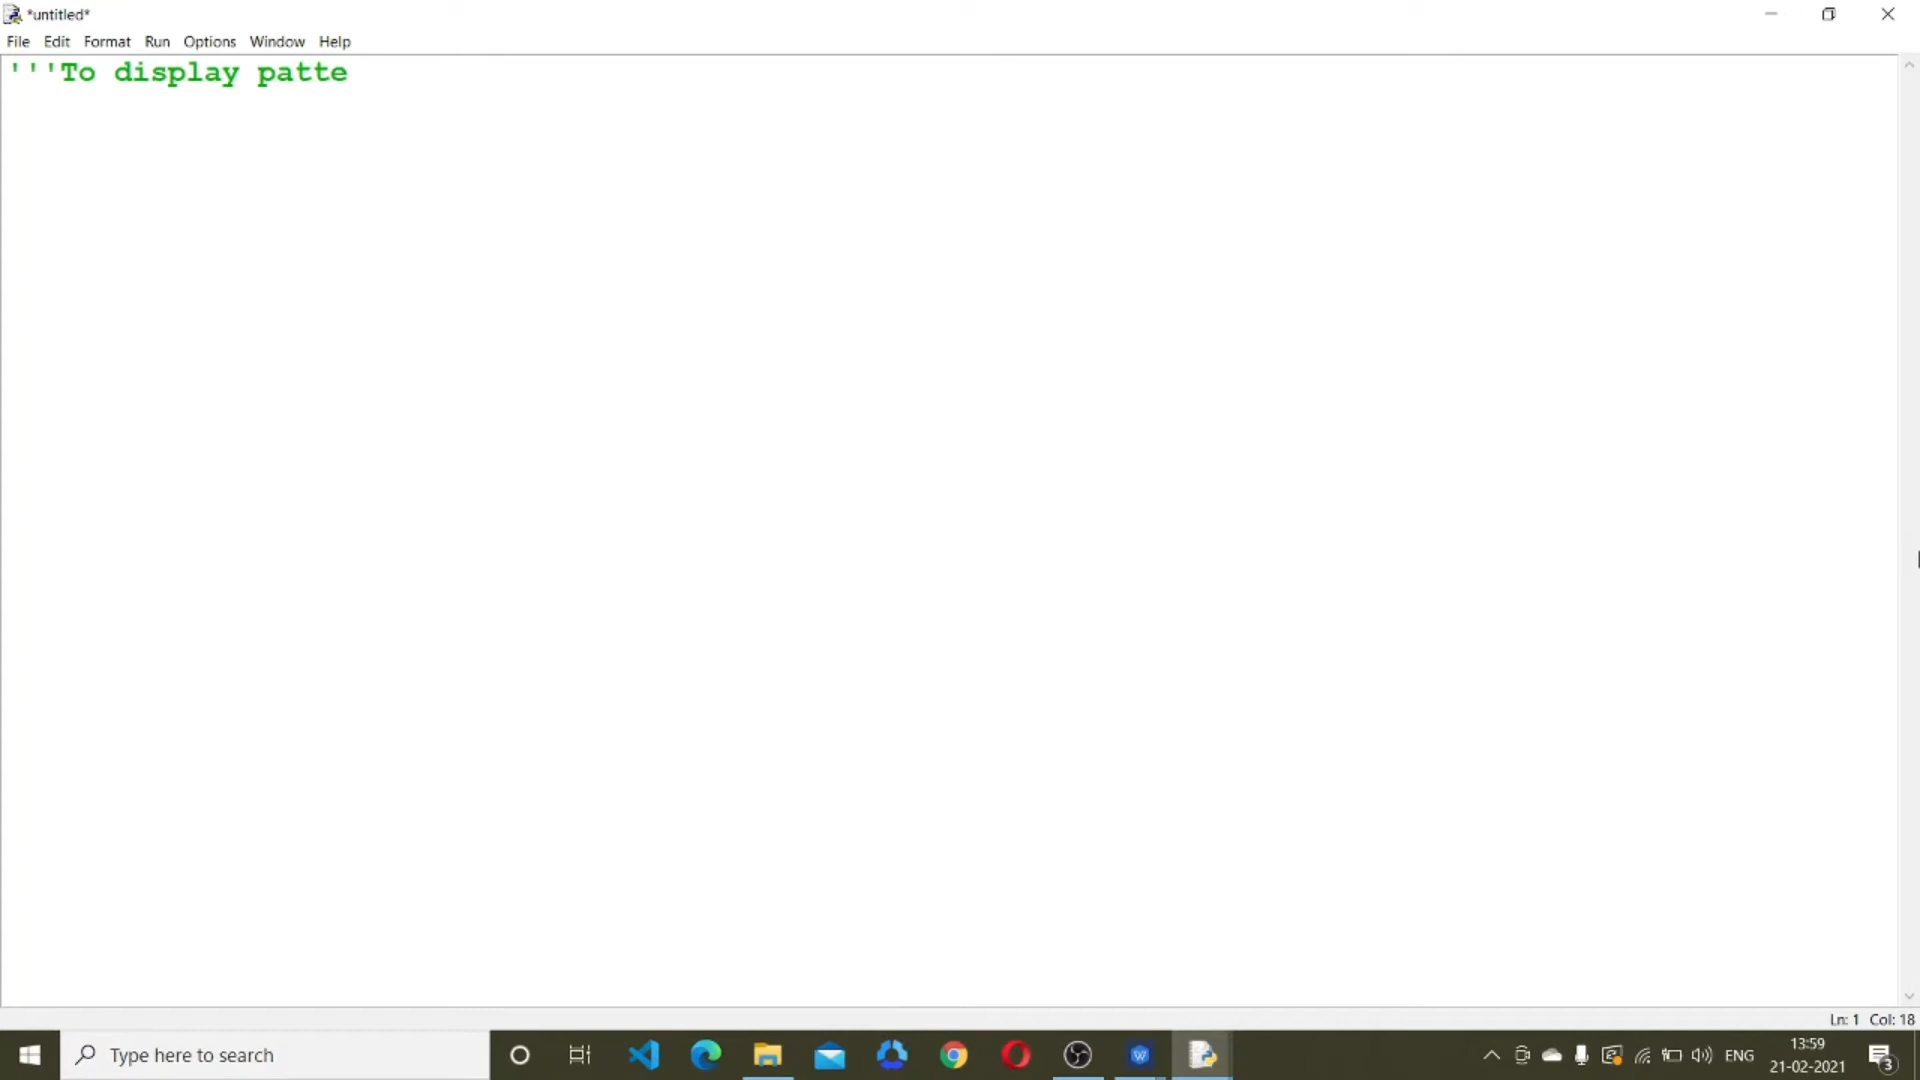 *untitled*
File Edit Format Run Options Window Help
'''To display patte
Ln: 1 Col: 18
Type here to search
W
ENG
13:59
21-02-2021
3